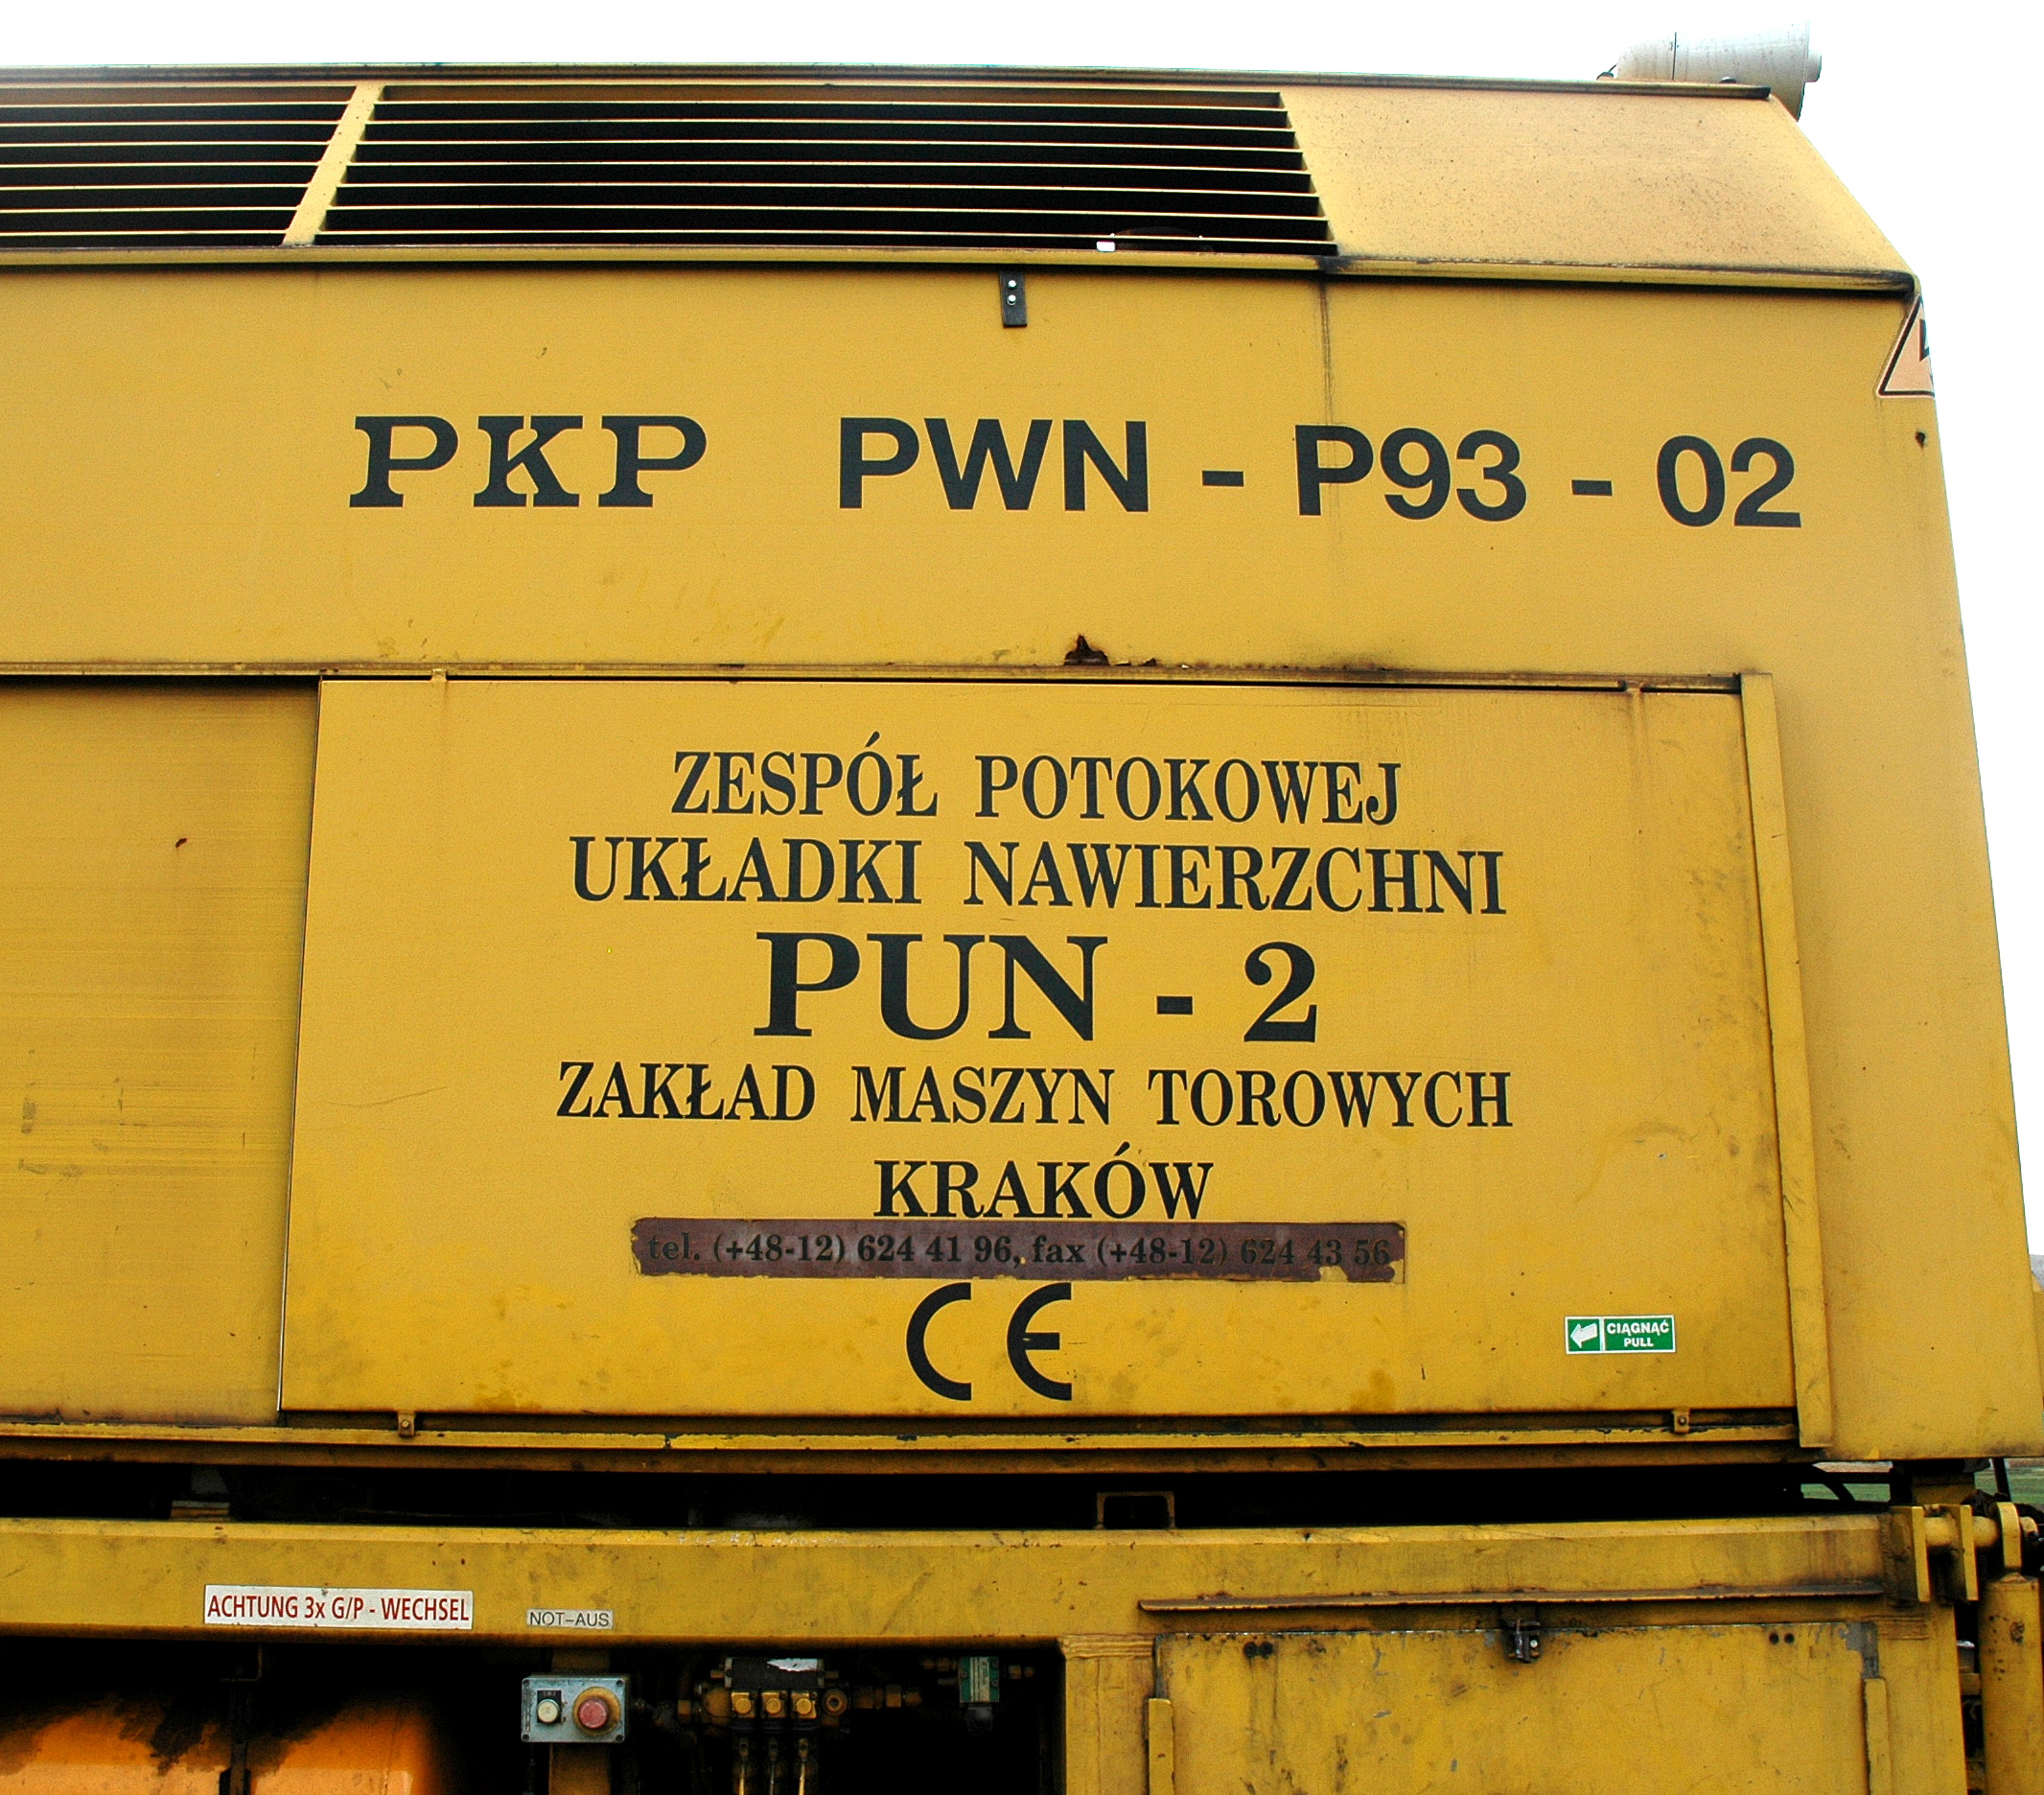 PKP PWN - P93 - 02
ZESPÓŁ POTOKOWEJ
UKŁADKI NAWIERZCHNI
PUN - 2
ZAKŁAD MASZYN TOROWYCH
KRAKÓW
tel. (+48-12) 624 41 96, fax (+48-12) 624 43 56
CE
CIĄGNĄĆ
PULL
ACHTUNG 3x G/P - WECHSEL
NOT-AUS